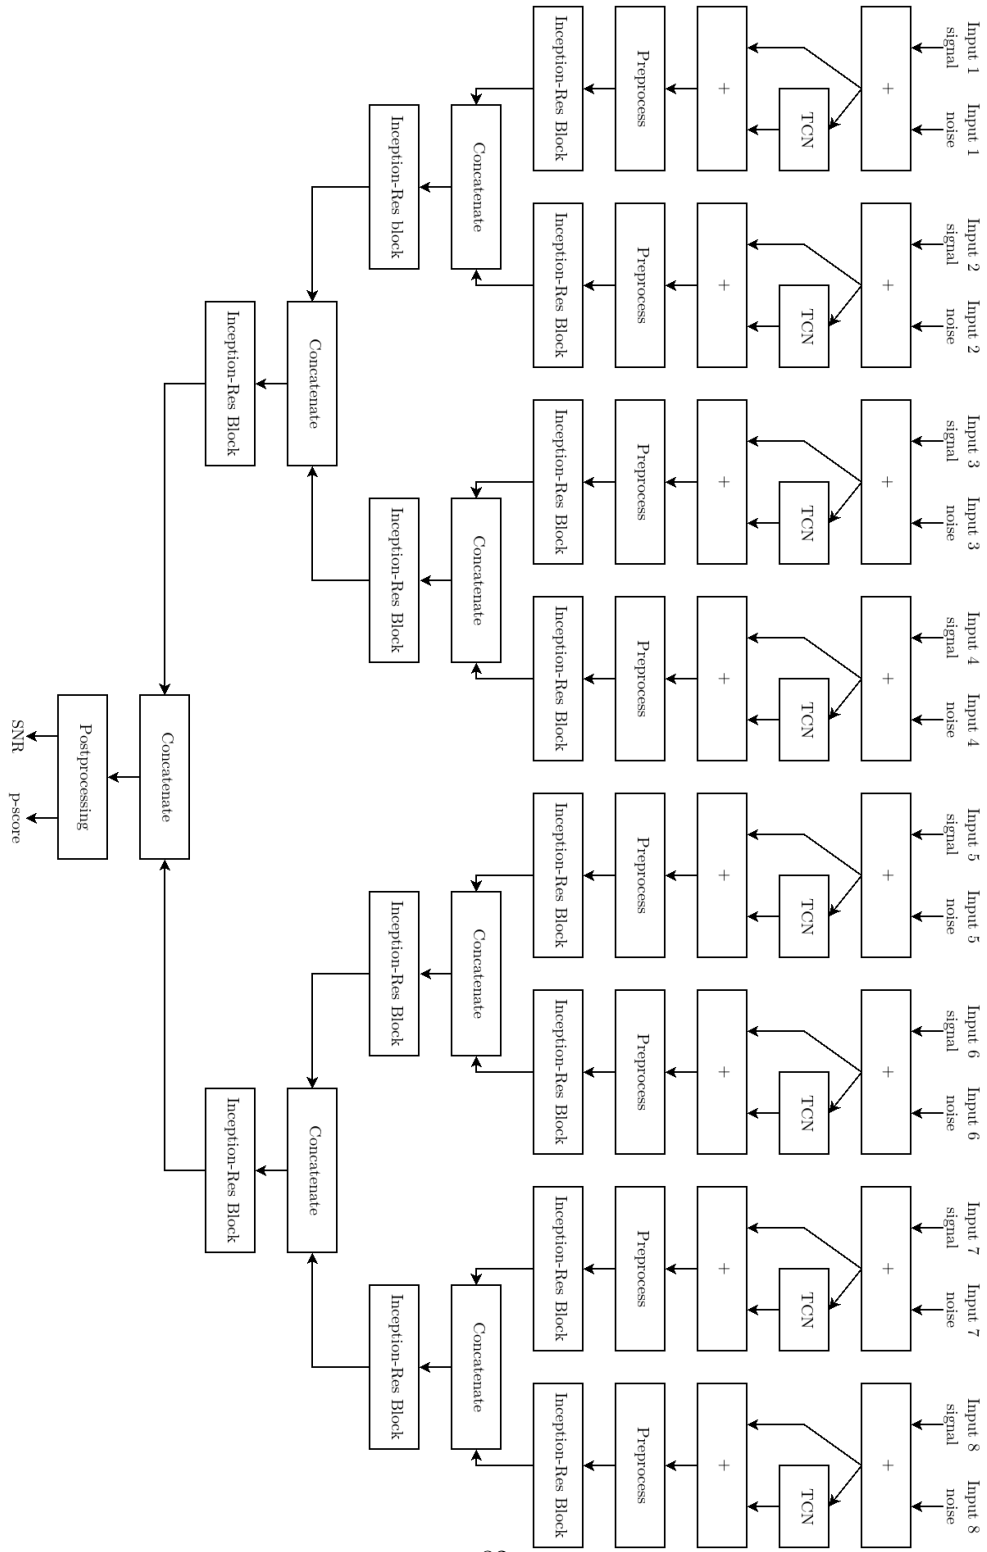 Input 1
signal
Input 1
noise
Input 2
signal
Input 2
noise
Input 3
signal
Input 3
noise
Input 4
signal
Input 4
noise
Input 5
signal
Input 5
noise
Input 6
signal
Input 6
noise
Input 7
signal
Input 7
noise
Input 8
signal
Input 8
noise
+
+
+
+
+
+
+
+
TCN
TCN
TCN
TCN
TCN
TCN
TCN
TCN
+
+
+
+
+
+
+
+
Preprocess
Preprocess
Preprocess
Preprocess
Preprocess
Preprocess
Preprocess
Preprocess
Inception-Res Block
Inception-Res Block
Inception-Res Block
Inception-Res Block
Inception-Res Block
Inception-Res Block
Inception-Res Block
Inception-Res Block
Concatenate
Concatenate
Concatenate
Concatenate
Inception-Res block
Inception-Res Block
Inception-Res Block
Inception-Res Block
Concatenate
Concatenate
Inception-Res Block
Inception-Res Block
Concatenate
Postprocessing
SNR
p-score